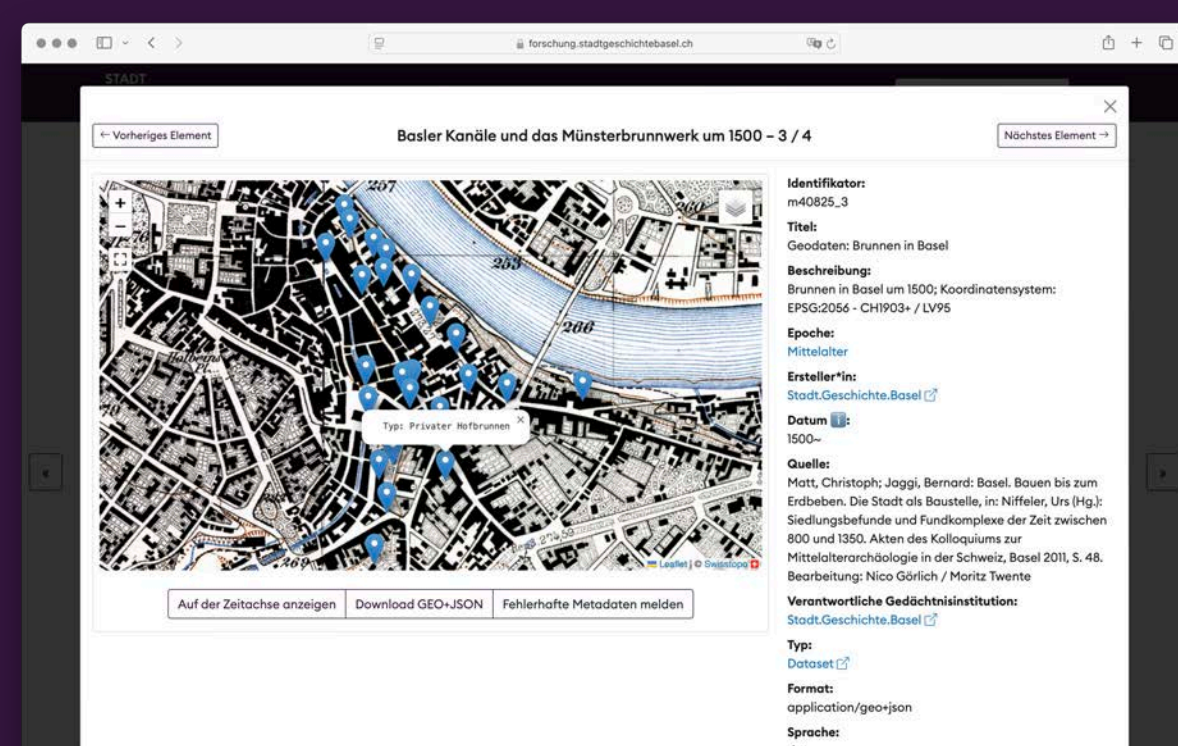 forschung.stadtgeschichtebasel.ch
STADT
← Vorheriges Element
Basler Kanäle und das Münsterbrunnwerk um 1500 – 3 / 4
Nächstes Element →
+
−
257
260
253
266
Holbeins
Pl.
269
Typ: Privater Hofbrunnen
×
Leaflet | © Swisstopo
Auf der Zeitachse anzeigen
Download GEO+JSON
Fehlerhafte Metadaten melden
Identifikator:
m40825_3
Titel:
Geodaten: Brunnen in Basel
Beschreibung:
Brunnen in Basel um 1500; Koordinatensystem:
EPSG:2056 - CH1903+ / LV95
Epoche:
Mittelalter
Ersteller*in:
Stadt.Geschichte.Basel
Datum ℹ:
1500~
Quelle:
Matt, Christoph; Jaggi, Bernard: Basel. Bauen bis zum
Erdbeben. Die Stadt als Baustelle, in: Niffeler, Urs (Hg.):
Siedlungsbefunde und Fundkomplexe der Zeit zwischen
800 und 1350. Akten des Kolloquiums zur
Mittelalterarchäologie in der Schweiz, Basel 2011, S. 48.
Bearbeitung: Nico Görlich / Moritz Twente
Verantwortliche Gedächtnisinstitution:
Stadt.Geschichte.Basel
Typ:
Dataset
Format:
application/geo+json
Sprache:
«
»